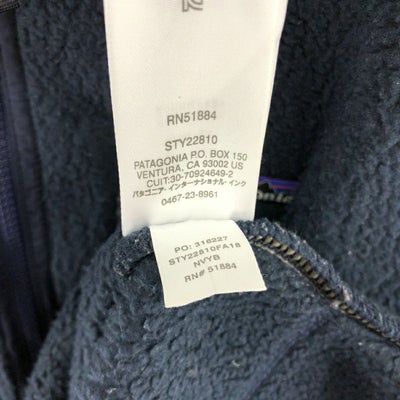 RN51884
STY22810
PATAGONIA P.O. BOX 150
VENTURA, CA 93022 US
CUIT:30-70924649-2
パタゴニア・インターナショナル・インク
0467-23-8961
PO: 316227
STY22810FA18
NVYB
RN# 51884